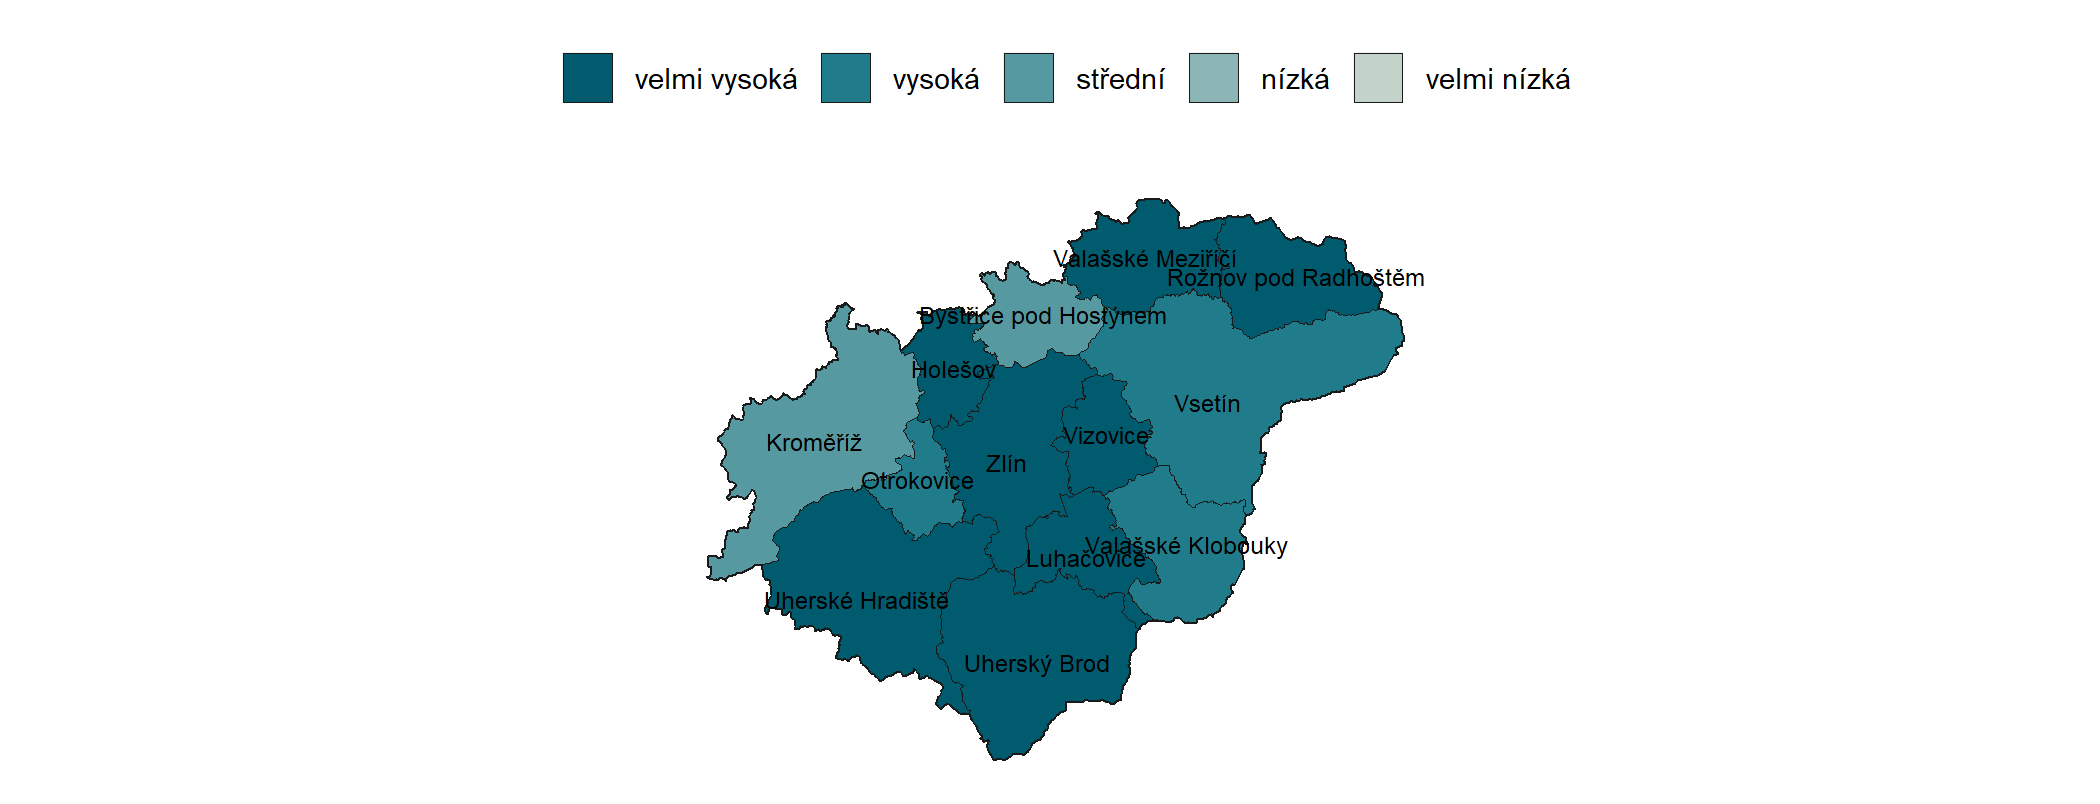 velmi vysoká vysoká střední nízká velmi nízká
Valašské Meziříčí
Rožnov pod Radhoštěm
Bystřice pod Hostýnem
Holešov
Vsetín
Vizovice
Kroměříž
Zlín
Otrokovice
Valašské Klobouky
Luhačovice
Uherské Hradiště
Uherský Brod